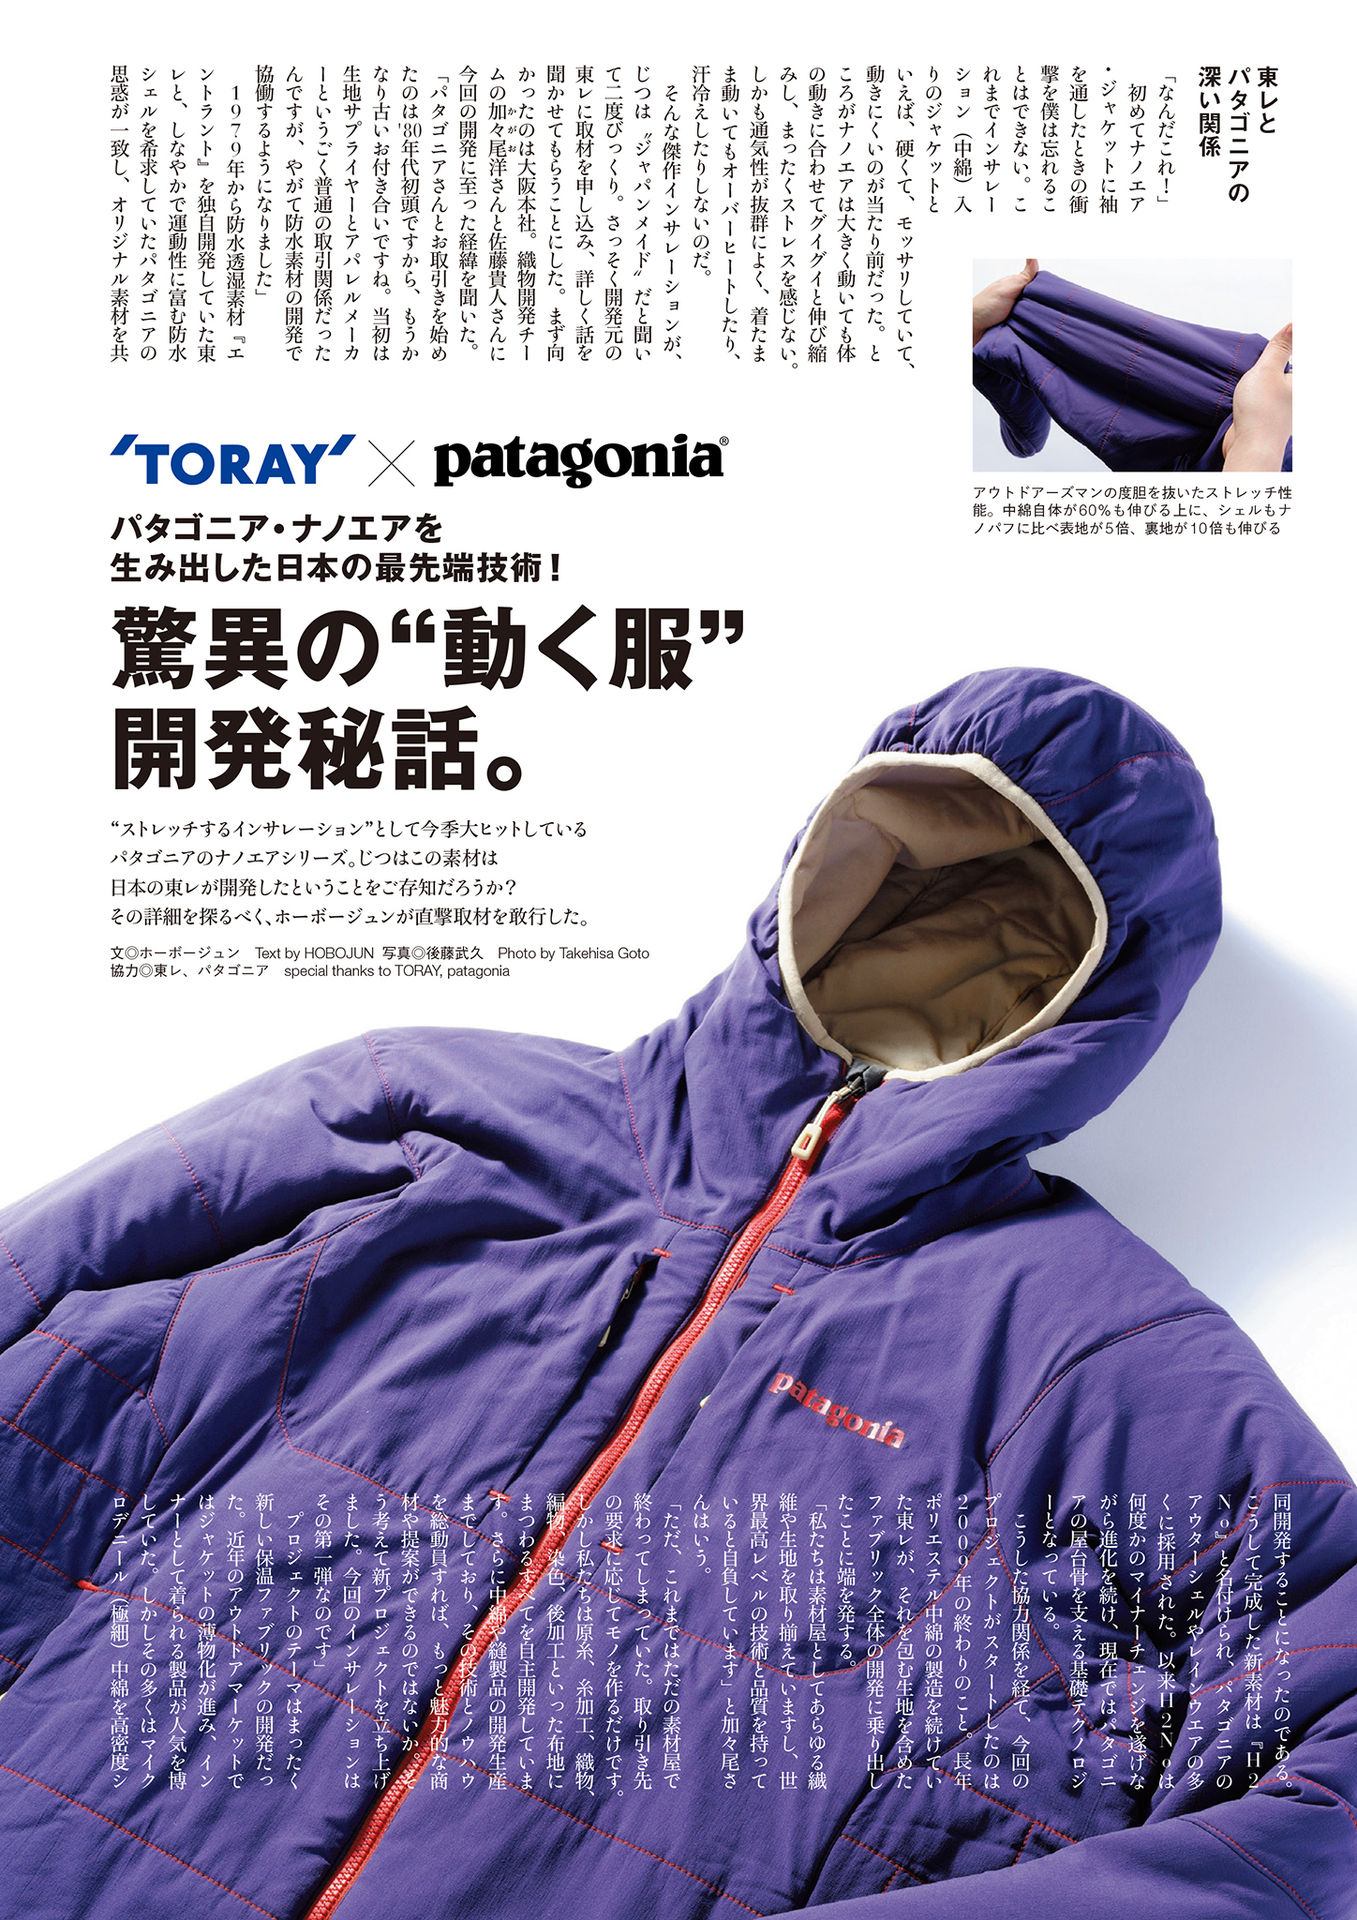 東レと
パタゴニアの
深い関係
「なんだこれ!」
初めてナノエア
・ジャケットに袖
を通したときの衝
撃を僕は忘れるこ
とはできない。こ
れまでインサレー
ション(中綿)入
りのジャケットと
いえば、硬くて、モッサリしていて、
動きにくいのが当たり前だった。と
ころがナノエアは大きく動いても体
の動きに合わせてグイグイと伸び縮
みし、まったくストレスを感じない。
しかも通気性が抜群によく、着たま
ま動いてもオーバーヒートしたり、
汗冷えしたりしないのだ。
そんな傑作インサレーションが、
じつは〝ジャパンメイド〟だと聞い
て二度びっくり。さっそく開発元の
東レに取材を申し込み、詳しく話を
聞かせてもらうことにした。まず向
かったのは大阪本社。織物開発チー
ムの加々尾洋さんと佐藤貴人さんに
かがお
今回の開発に至った経緯を聞いた。
「パタゴニアさんとお取引きを始め
たのは'80年代初頭ですから、もうか
なり古いお付き合いですね。当初は
生地サプライヤーとアパレルメーカ
ーというごく普通の取引関係だった
んですが、やがて防水素材の開発で
協働するようになりました」
1979年から防水透湿素材『エ
ントラント』を独自開発していた東
レと、しなやかで運動性に富む防水
シェルを希求していたパタゴニアの
思惑が一致し、オリジナル素材を共
アウトドアーズマンの度胆を抜いたストレッチ性
能。中綿自体が60%も伸びる上に、シェルもナ
ノパフに比べ表地が5倍、裏地が10倍も伸びる
'TORAY' × patagonia®
パタゴニア・ナノエアを
生み出した日本の最先端技術!
驚異の“動く服”
開発秘話。
“ストレッチするインサレーション”として今季大ヒットしている
パタゴニアのナノエアシリーズ。じつはこの素材は
日本の東レが開発したということをご存知だろうか?
その詳細を探るべく、ホーボージュンが直撃取材を敢行した。
文◎ホーボージュン Text by HOBOJUN 写真◎後藤武久 Photo by Takehisa Goto
協力◎東レ、パタゴニア special thanks to TORAY, patagonia
patagonia
同開発することになったのである。
こうして完成した新素材は『H2
No』と名付けられ、パタゴニアの
アウターシェルやレインウエアの多
くに採用された。以来H2Noは
何度かのマイナーチェンジを遂げな
がら進化を続け、現在ではパタゴニ
アの屋台骨を支える基礎テクノロジ
ーとなっている。
こうした協力関係を経て、今回の
プロジェクトがスタートしたのは
2009年の終わりのこと。長年
ポリエステル中綿の製造を続けてい
た東レが、それを包む生地を含めた
ファブリック全体の開発に乗り出し
たことに端を発する。
「私たちは素材屋としてあらゆる繊
維や生地を取り揃えていますし、世
界最高レベルの技術と品質を持って
いると自負しています」と加々尾さ
んはいう。
「ただ、これまではただの素材屋で
終わってしまっていた。取り引き先
の要求に応じてモノを作るだけです。
しかし私たちは原糸、糸加工、織物、
編物、染色、後加工といった布地に
まつわるすべてを自主開発していま
す。さらに中綿や縫製品の開発生産
までしており、その技術とノウハウ
を総動員すれば、もっと魅力的な商
材や提案ができるのではないか。そ
う考えて新プロジェクトを立ち上げ
ました。今回のインサレーションは
その第一弾なのです」
プロジェクトのテーマはまったく
新しい保温ファブリックの開発だっ
た。近年のアウトドアマーケットで
はジャケットの薄物化が進み、イン
ナーとして着られる製品が人気を博
していた。しかしその多くはマイク
ロデニール(極細)中綿を高密度シ